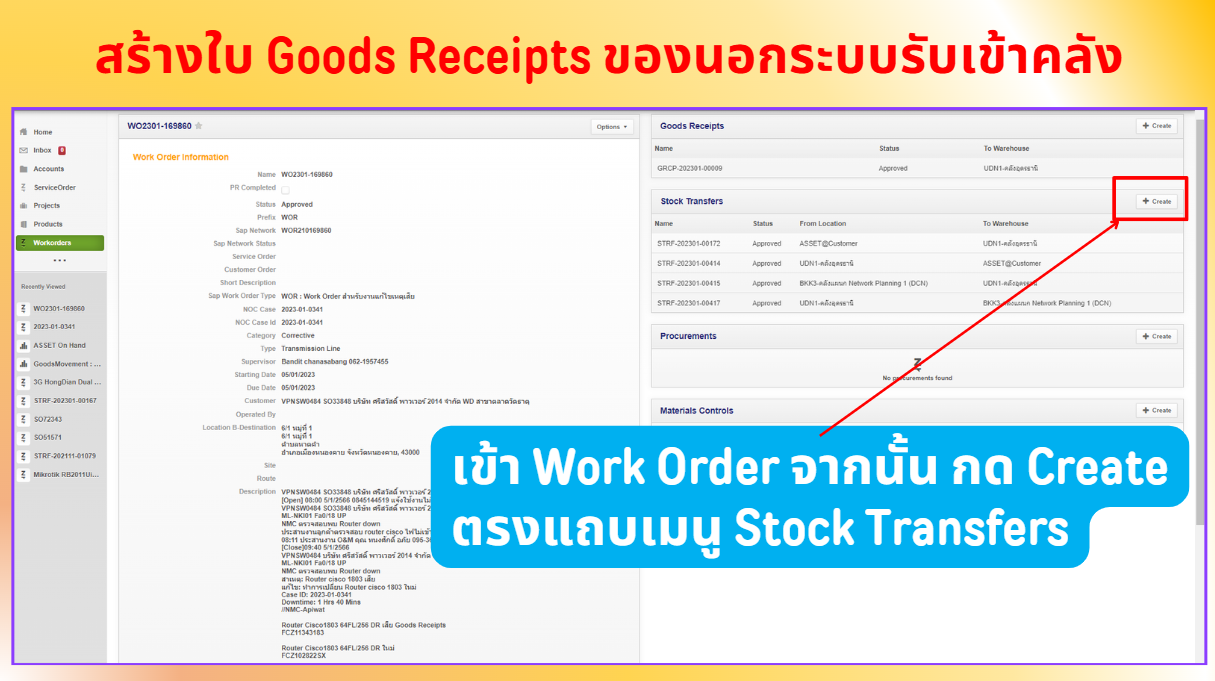 สร้างใบ Goods Receipts ของนอกระบบรับเข้าคลัง
Home
Inbox
Accounts
ServiceOrder
Projects
Products
Workorders
•••
Recently Viewed
WO2301-169860
2023-01-0341
ASSET On Hand
GoodsMovement : ...
3G HongDian Dual ...
STRF-202301-00167
SO72343
SO51571
STRF-202111-01079
Mikrotik RB2011Ui...
WO2301-169860
Options
Work Order Information
Name WO2301-169860
PR Completed
Status Approved
Prefix WOR
Sap Network WOR210169860
Sap Network Status
Service Order
Customer Order
Short Description
Sap Work Order Type WOR : Work Order สำหรับงานแก้ไขเหตุเสีย
NOC Case 2023-01-0341
NOC Case Id 2023-01-0341
Category Corrective
Type Transmission Line
Supervisor Bandit chanasabang 062-1957455
Starting Date 05/01/2023
Due Date 05/01/2023
Customer VPNSW0484 SO33848 บริษัท ศรีสวัสดิ์ พาวเวอร์ 2014 จำกัด WD สาขาตลาดวัดธาตุ
Operated By
Location B-Destination 6/1 หมู่ที่ 1
6/1 หมู่ที่ 1
อำเภอเมืองหนองคาย จังหวัดหนองคาย, 43000
Site
Route
Description VPNSW0484 SO33848 บริษัท ศรีสวัสดิ์ พาวเวอร์ 2
[Open] 08:00 5/1/2566 0845144519 แจ้งใช้งานไม่
VPNSW0484 SO33848 บริษัท ศรีสวัสดิ์ พาวเวอร์ 2
ML-NKI01 Fa0/18 UP
NMC ตรวจสอบพบ Router down
ประสานงานลูกค้าตรวจสอบ router cisco ไฟไม่เข้า
08:11 ประสานงาน O&M คุณ ทนงศักดิ์ อภัย 095-3
[Close]09:40 5/1/2566
VPNSW0484 บริษัท ศรีสวัสดิ์ พาวเวอร์ 2014 จำกัด
ML-NKI01 Fa0/18 UP
NMC ตรวจสอบพบ Router down
สาเหตุ: Router cisco 1803 เสีย
แก้ไข: ทำการเปลี่ยน Router cisco 1803 ใหม่
Case ID: 2023-01-0341
Downtime: 1 Hrs 40 Mins
//NMC-Apiwat
Router Cisco1803 64FL/256 DR เสีย Goods Receipts
FCZ11343183
Router Cisco1803 64FL/256 DR ใหม่
FCZ102822SX
Goods Receipts + Create
Name Status To Warehouse
GRCP-202301-00009 Approved UDN1-คลังอุดรธานี
Stock Transfers + Create
Name Status From Location To Warehouse
STRF-202301-00172 Approved ASSET@Customer UDN1-คลังอุดรธานี
STRF-202301-00414 Approved UDN1-คลังอุดรธานี ASSET@Customer
STRF-202301-00415 Approved BKK3-คลังแผนก Network Planning 1 (DCN) UDN1-คลังอุดรธานี
STRF-202301-00417 Approved UDN1-คลังอุดรธานี BKK3-คลังแผนก Network Planning 1 (DCN)
Procurements + Create
No procurements found
Materials Controls + Create
เข้า Work Order จากนั้น กด Create
ตรงแถบเมนู Stock Transfers